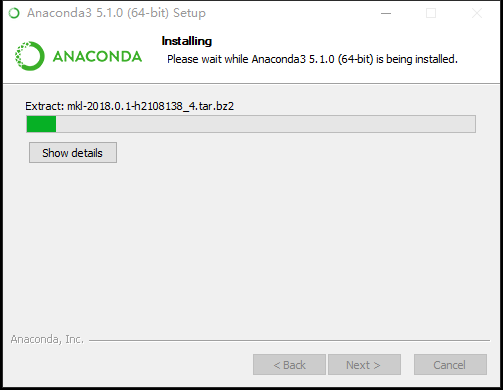 Anaconda3 5.1.0 (64-bit) Setup
Installing
Please wait while Anaconda3 5.1.0 (64-bit) is being installed.
ANACONDA
Extract: mkl-2018.0.1-h2108138_4.tar.bz2
Show details
Anaconda, Inc.
< Back Next > Cancel